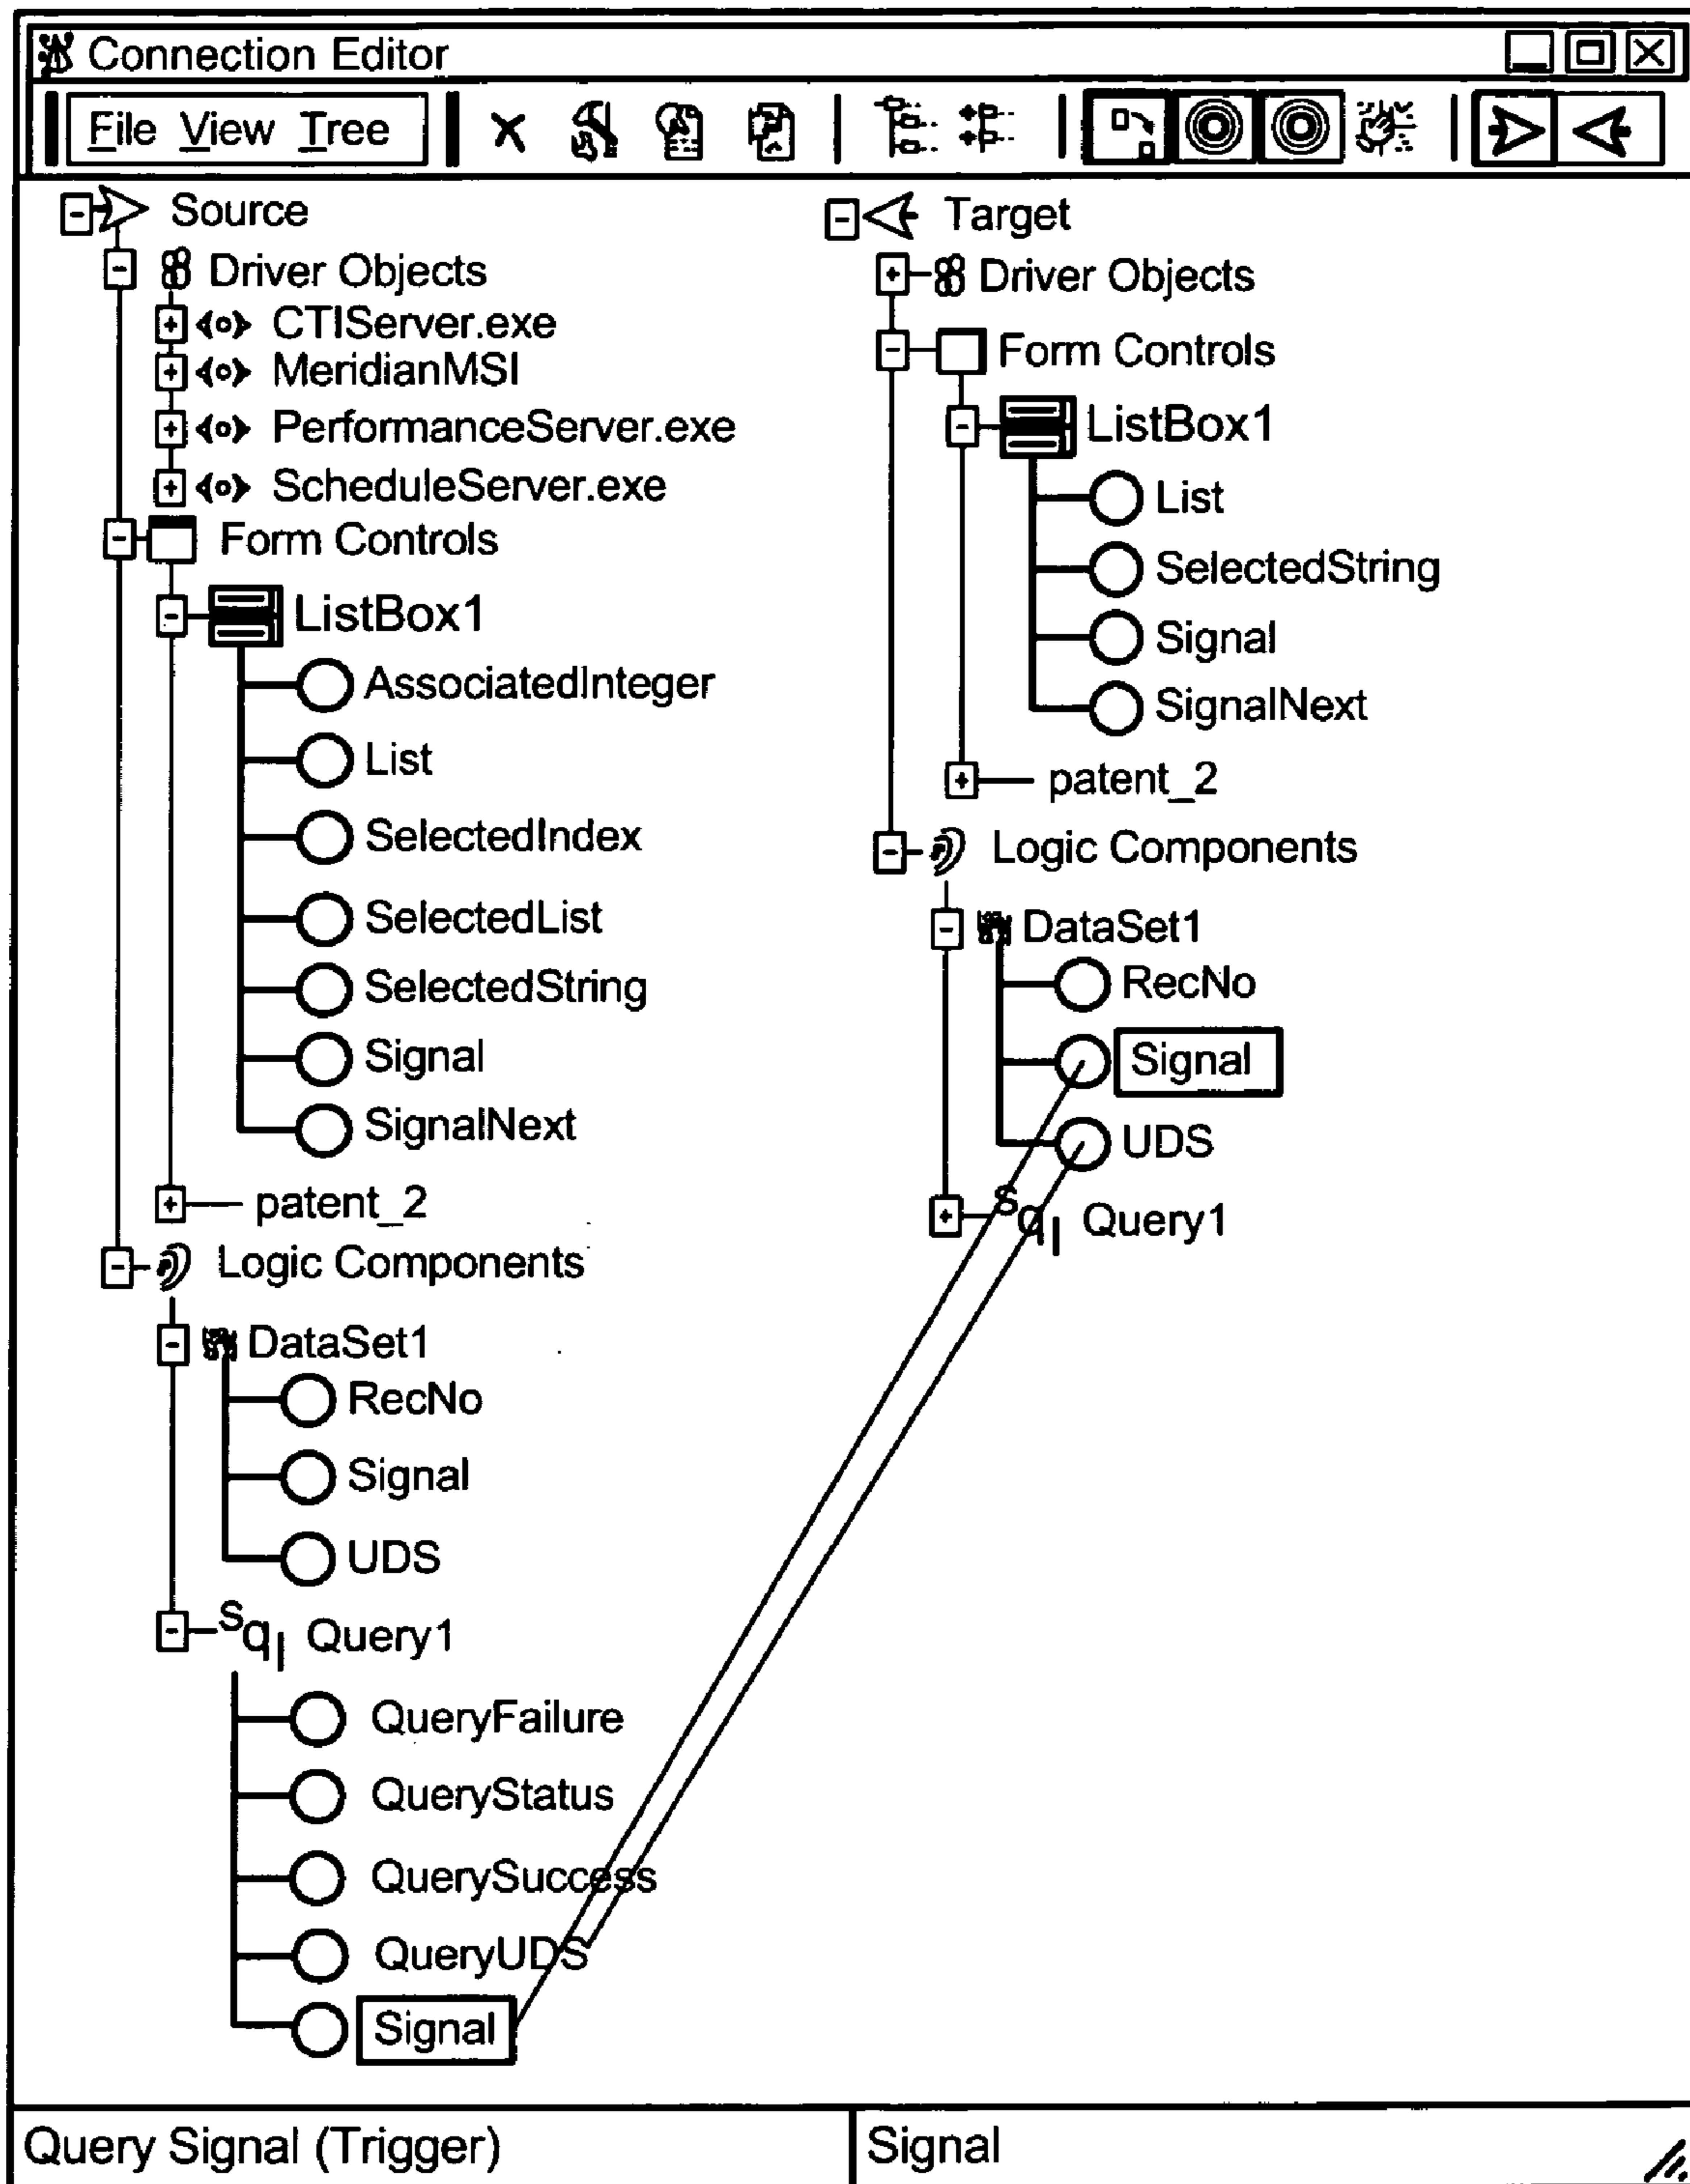 Connection Editor
File View Tree
Source
Driver Objects
CTIServer.exe
MeridianMSI
PerformanceServer.exe
ScheduleServer.exe
Form Controls
ListBox1
AssociatedInteger
List
SelectedIndex
SelectedList
SelectedString
Signal
SignalNext
patent_2
Logic Components
DataSet1
RecNo
Signal
UDS
Sql Query1
QueryFailure
QueryStatus
QuerySuccess
QueryUDS
Signal
Target
Driver Objects
Form Controls
ListBox1
List
SelectedString
Signal
SignalNext
patent_2
Logic Components
DataSet1
RecNo
Signal
UDS
Sql Query1
Query Signal (Trigger)
Signal